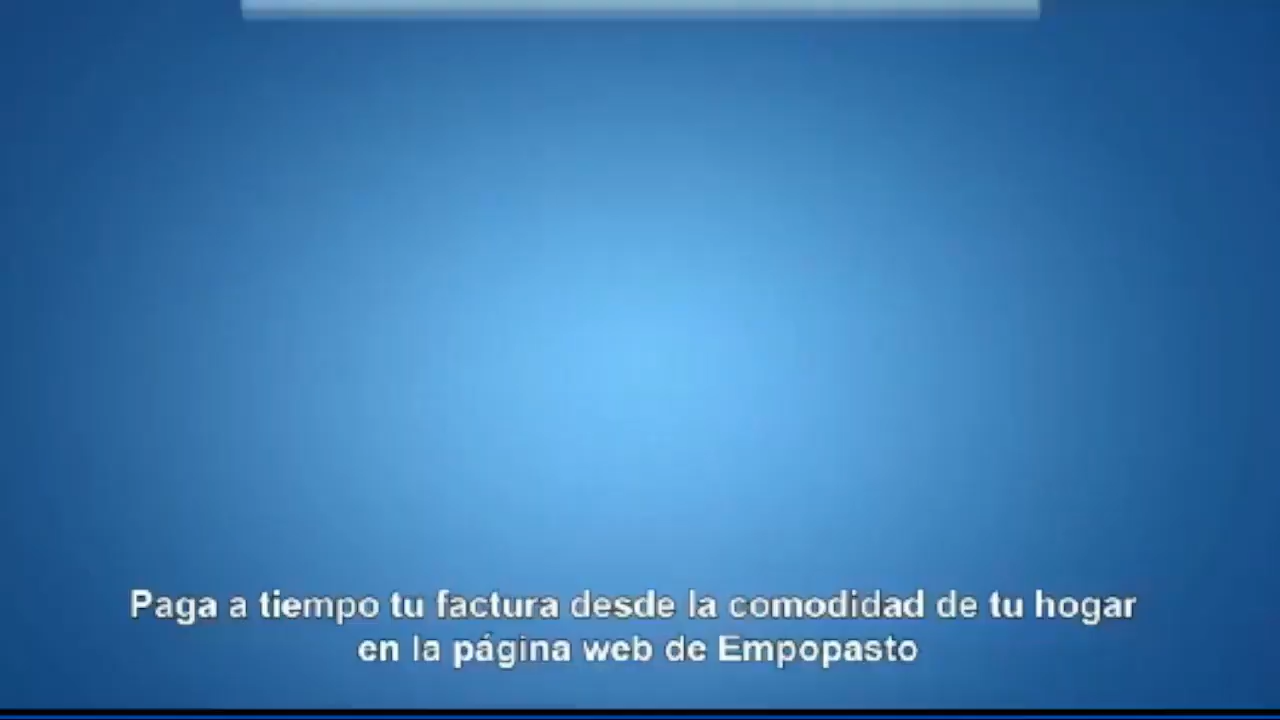 Paga a tiempo tu factura desde la comodidad de tu hogar
en la página web de Empopasto